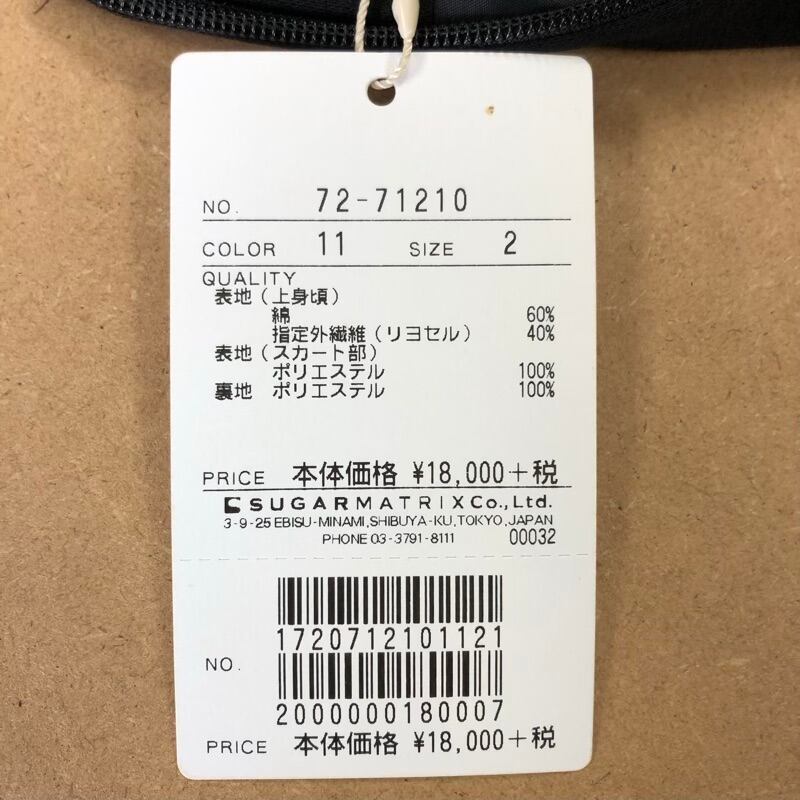 NO. 72-71210
COLOR 11 SIZE 2
QUALITY
表地(上身頃)
綿 60%
指定外繊維(リヨセル) 40%
表地(スカート部)
ポリエステル 100%
裏地 ポリエステル 100%
PRICE 本体価格 ¥18,000+税
SUGARMATRIX Co., Ltd.
3-9-25 EBISU-MINAMI, SHIBUYA-KU, TOKYO, JAPAN
PHONE 03-3791-8111 00032
1720712101121
NO.
2000000180007
PRICE 本体価格 ¥18,000+税